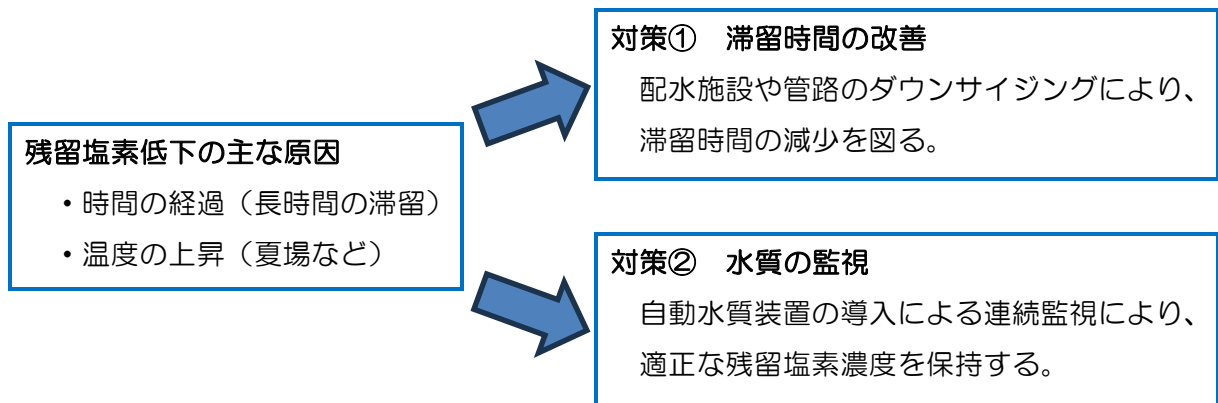 残留塩素低下の主な原因
・時間の経過（長時間の滞留）
・温度の上昇（夏場など）
対策① 滞留時間の改善
配水施設や管路のダウンサイジングにより、
滞留時間の減少を図る。
対策② 水質の監視
自動水質装置の導入による連続監視により、
適正な残留塩素濃度を保持する。